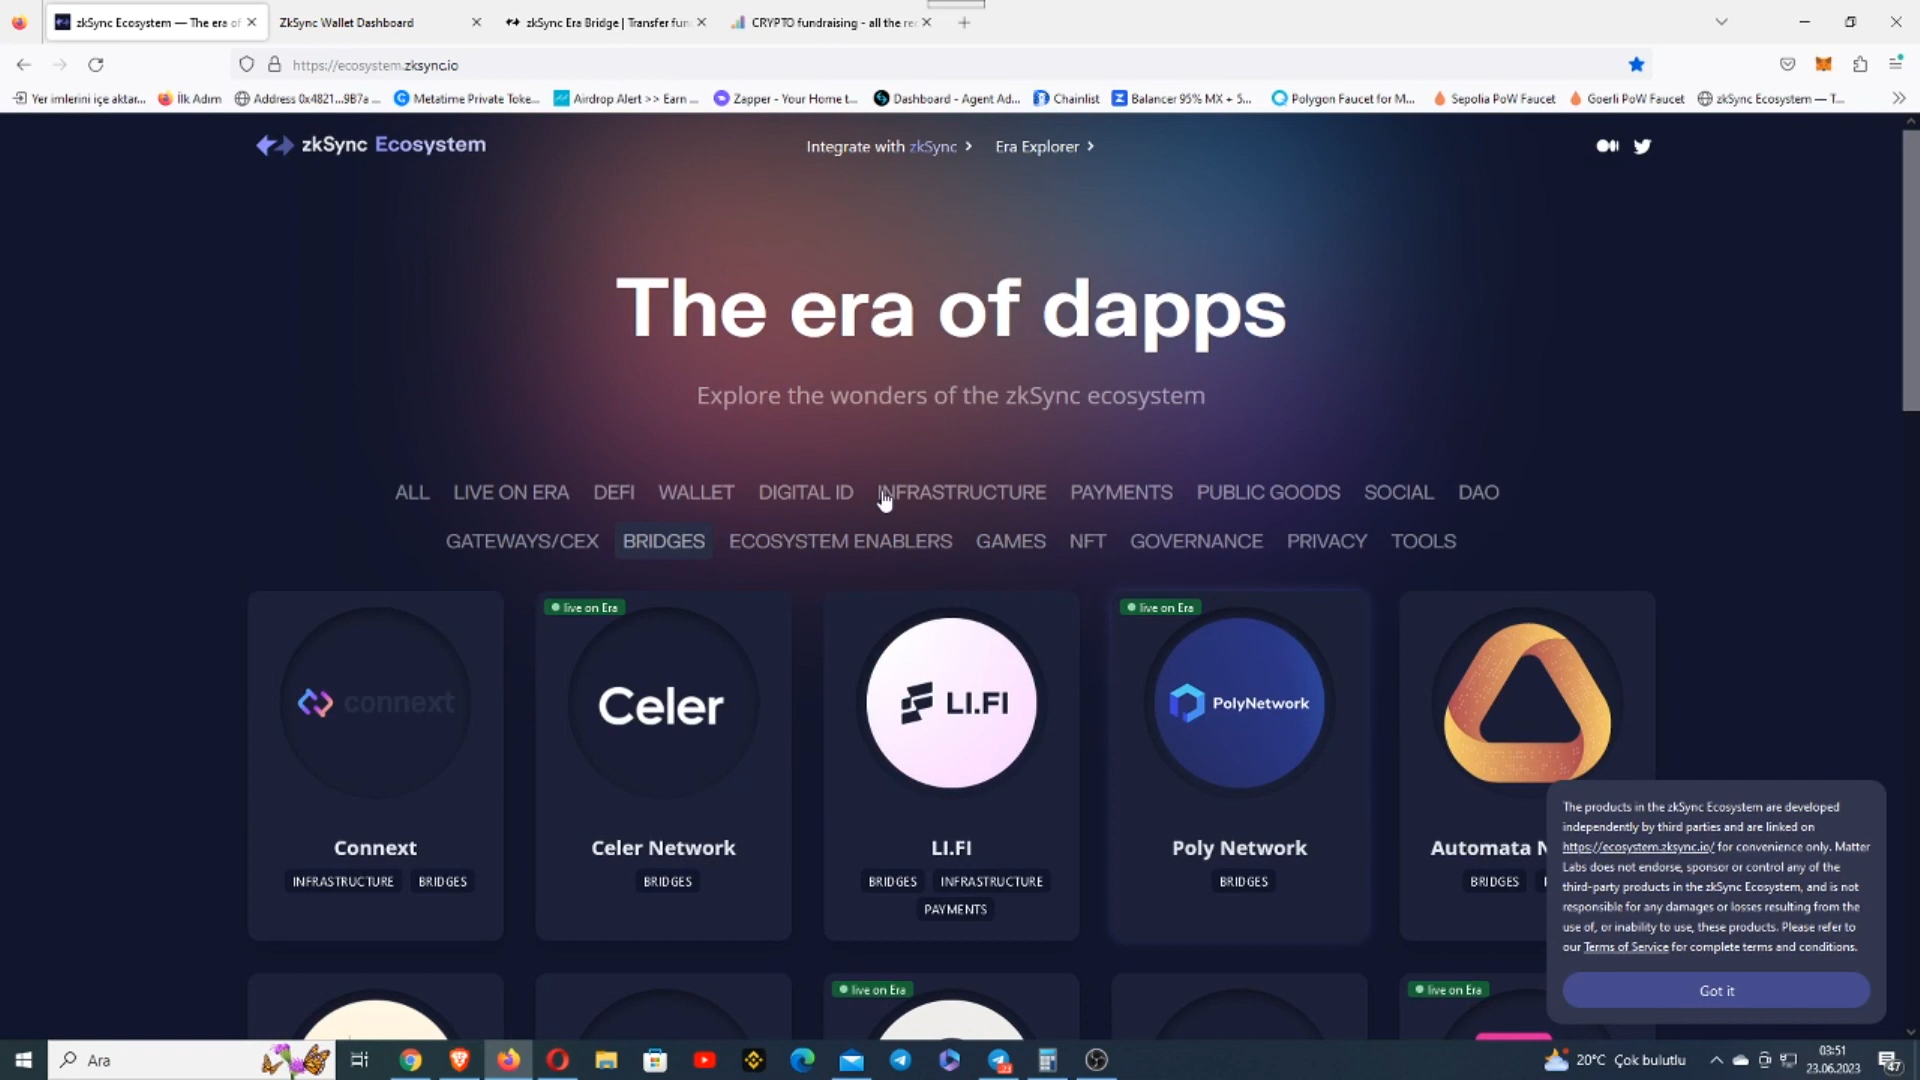 zkSync Ecosystem — The era of
ZkSync Wallet Dashboard
zkSync Era Bridge | Transfer fun
CRYPTO fundraising - all the re
https://ecosystem.zksync.io
Yer imlerini içe aktar...
İlk Adım
Address 0x4821...9B7a ...
Metatime Private Toke...
Airdrop Alert >> Earn ...
Zapper - Your Home t...
Dashboard - Agent Ad...
Chainlist
Balancer 95% MX + 5...
Polygon Faucet for M...
Sepolia PoW Faucet
Goerli PoW Faucet
zkSync Ecosystem — T...
zkSync Ecosystem
Integrate with zkSync
Era Explorer
The era of dapps
Explore the wonders of the zkSync ecosystem
ALL LIVE ON ERA DEFI WALLET DIGITAL ID INFRASTRUCTURE PAYMENTS PUBLIC GOODS SOCIAL DAO
GATEWAYS/CEX BRIDGES ECOSYSTEM ENABLERS GAMES NFT GOVERNANCE PRIVACY TOOLS
connext
Connext
INFRASTRUCTURE BRIDGES
live on Era
Celer
Celer Network
BRIDGES
LI.FI
LI.FI
BRIDGES INFRASTRUCTURE
PAYMENTS
live on Era
PolyNetwork
Poly Network
BRIDGES
Automata N
BRIDGES
live on Era
live on Era
The products in the zkSync Ecosystem are developed
independently by third parties and are linked on
https://ecosystem.zksync.io/ for convenience only. Matter
Labs does not endorse, sponsor or control any of the
third-party products in the zkSync Ecosystem, and is not
responsible for any damages or losses resulting from the
use of, or inability to use, these products. Please refer to
our Terms of Service for complete terms and conditions.
Got it
Ara
20°C Çok bulutlu
03:51
23.06.2023
47